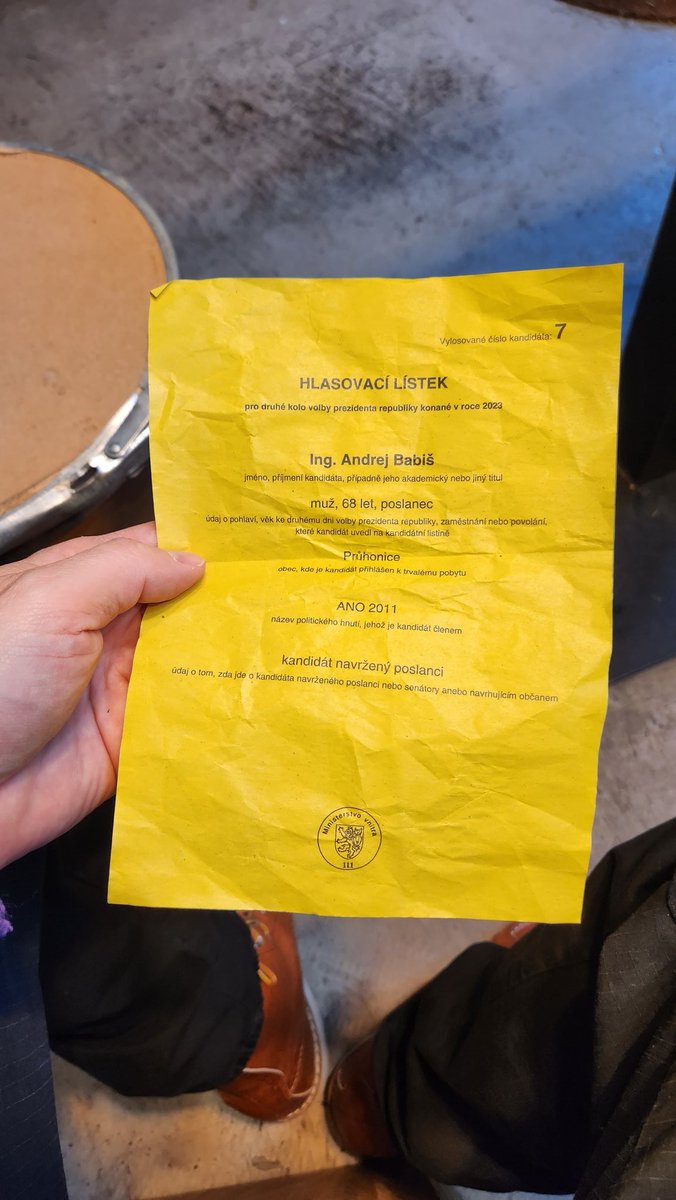 Vylosované číslo kandidáta: 7
HLASOVACÍ LÍSTEK
pro druhé kolo volby prezidenta republiky konané v roce 2023
Ing. Andrej Babiš
jméno, příjmení kandidáta, případně jeho akademický nebo jiný titul
muž, 68 let, poslanec
údaj o pohlaví, věk ke druhému dni volby prezidenta republiky, zaměstnání nebo povolání,
které kandidát uvedl na kandidátní listině
Průhonice
obec, kde je kandidát přihlášen k trvalému pobytu
ANO 2011
název politického hnutí, jehož je kandidát členem
kandidát navržený poslanci
údaj o tom, zda jde o kandidáta navrženého poslanci nebo senátory anebo navrhujícím občanem
Ministerstvo vnitra